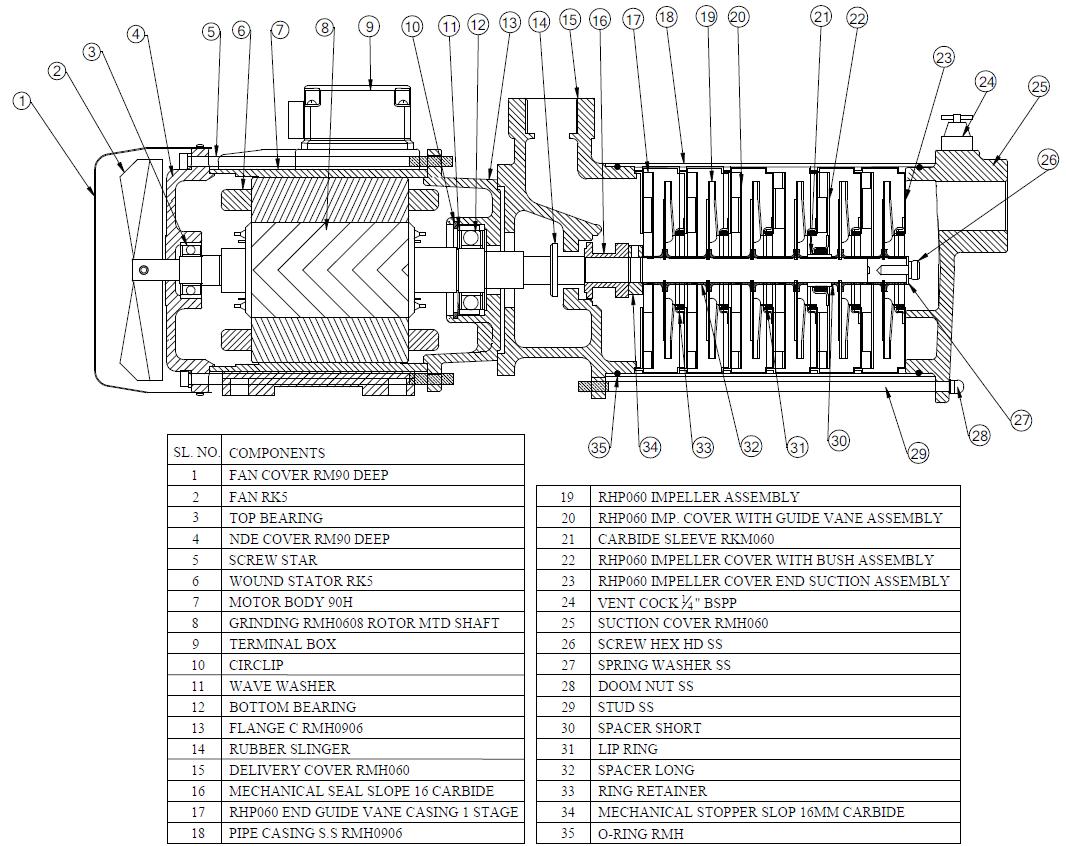 1 2 3 4 5 6 7 8 9 10 11 12 13 14 15 16 17 18 19 20 21 22 23 24 25 26
35 34 33 32 31 30 29 28 27
SL. NO. COMPONENTS
1 FAN COVER RM90 DEEP
2 FAN RK5
3 TOP BEARING
4 NDE COVER RM90 DEEP
5 SCREW STAR
6 WOUND STATOR RK5
7 MOTOR BODY 90H
8 GRINDING RMH0608 ROTOR MTD SHAFT
9 TERMINAL BOX
10 CIRCLIP
11 WAVE WASHER
12 BOTTOM BEARING
13 FLANGE C RMH0906
14 RUBBER SLINGER
15 DELIVERY COVER RMH060
16 MECHANICAL SEAL SLOPE 16 CARBIDE
17 RHP060 END GUIDE VANE CASING 1 STAGE
18 PIPE CASING S.S RMH0906
19 RHP060 IMPELLER ASSEMBLY
20 RHP060 IMP. COVER WITH GUIDE VANE ASSEMBLY
21 CARBIDE SLEEVE RKM060
22 RHP060 IMPELLER COVER WITH BUSH ASSEMBLY
23 RHP060 IMPELLER COVER END SUCTION ASSEMBLY
24 VENT COCK ¼" BSPP
25 SUCTION COVER RMH060
26 SCREW HEX HD SS
27 SPRING WASHER SS
28 DOOM NUT SS
29 STUD SS
30 SPACER SHORT
31 LIP RING
32 SPACER LONG
33 RING RETAINER
34 MECHANICAL STOPPER SLOP 16MM CARBIDE
35 O-RING RMH